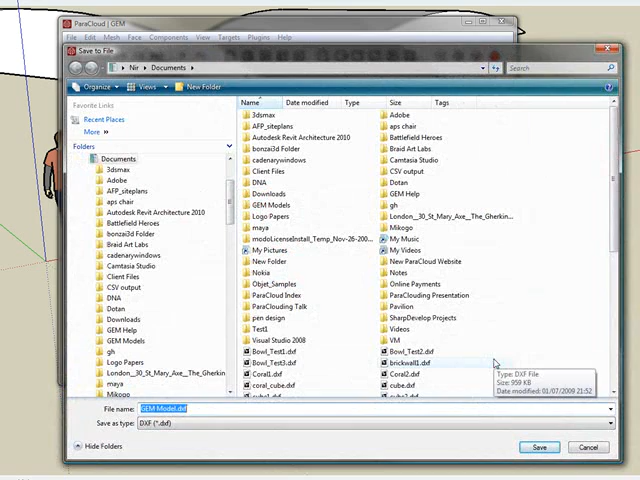 ParaCloud | GEM
File Edit Mesh Face Components View Targets Plugins Help
Save to File
Nir Documents Search
Organize Views New Folder
Favorite Links
Recent Places
More »
Folders
Documents
3dsmax
Adobe
AFP_siteplans
aps chair
Autodesk Revit Architecture 2010
Battlefield Heroes
bonzai3d Folder
Braid Art Labs
cadenarywindows
Camtasia Studio
Client Files
CSV output
DNA
Dotan
Downloads
GEM Help
GEM Models
gh
Logo Papers
London__30_St_Mary_Axe__The Gherkin
maya
Mikogo
Name Date modified Type Size Tags
3dsmax
AFP_siteplans
Autodesk Revit Architecture 2010
bonzai3d Folder
cadenarywindows
Client Files
DNA
Downloads
GEM Models
Logo Papers
maya
modoLicenseInstall_Temp_Nov-26-200...
My Pictures
New Folder
Nokia
Objet_Samples
ParaCloud Index
ParaClouding Talk
pen design
Test1
Visual Studio 2008
Bowl_Test1.dxf
Bowl_Test3.dxf
Coral1.dxf
coral_cube.dxf
Adobe
aps chair
Battlefield Heroes
Braid Art Labs
Camtasia Studio
CSV output
Dotan
GEM Help
gh
London__30_St_Mary_Axe__The_Gherkin,...
Mikogo
My Music
My Videos
New ParaCloud Website
Notes
Online Payments
ParaClouding Presentation
Pavilion
SharpDevelop Projects
Videos
VM
Bowl_Test2.dxf
brickwall1.dxf
Coral2.dxf
cube.dxf
Type: DXF File
Size: 959 KB
Date modified: 01/07/2009 21:52
File name: GEM Model.dxf
Save as type: DXF (*.dxf)
Hide Folders Save Cancel